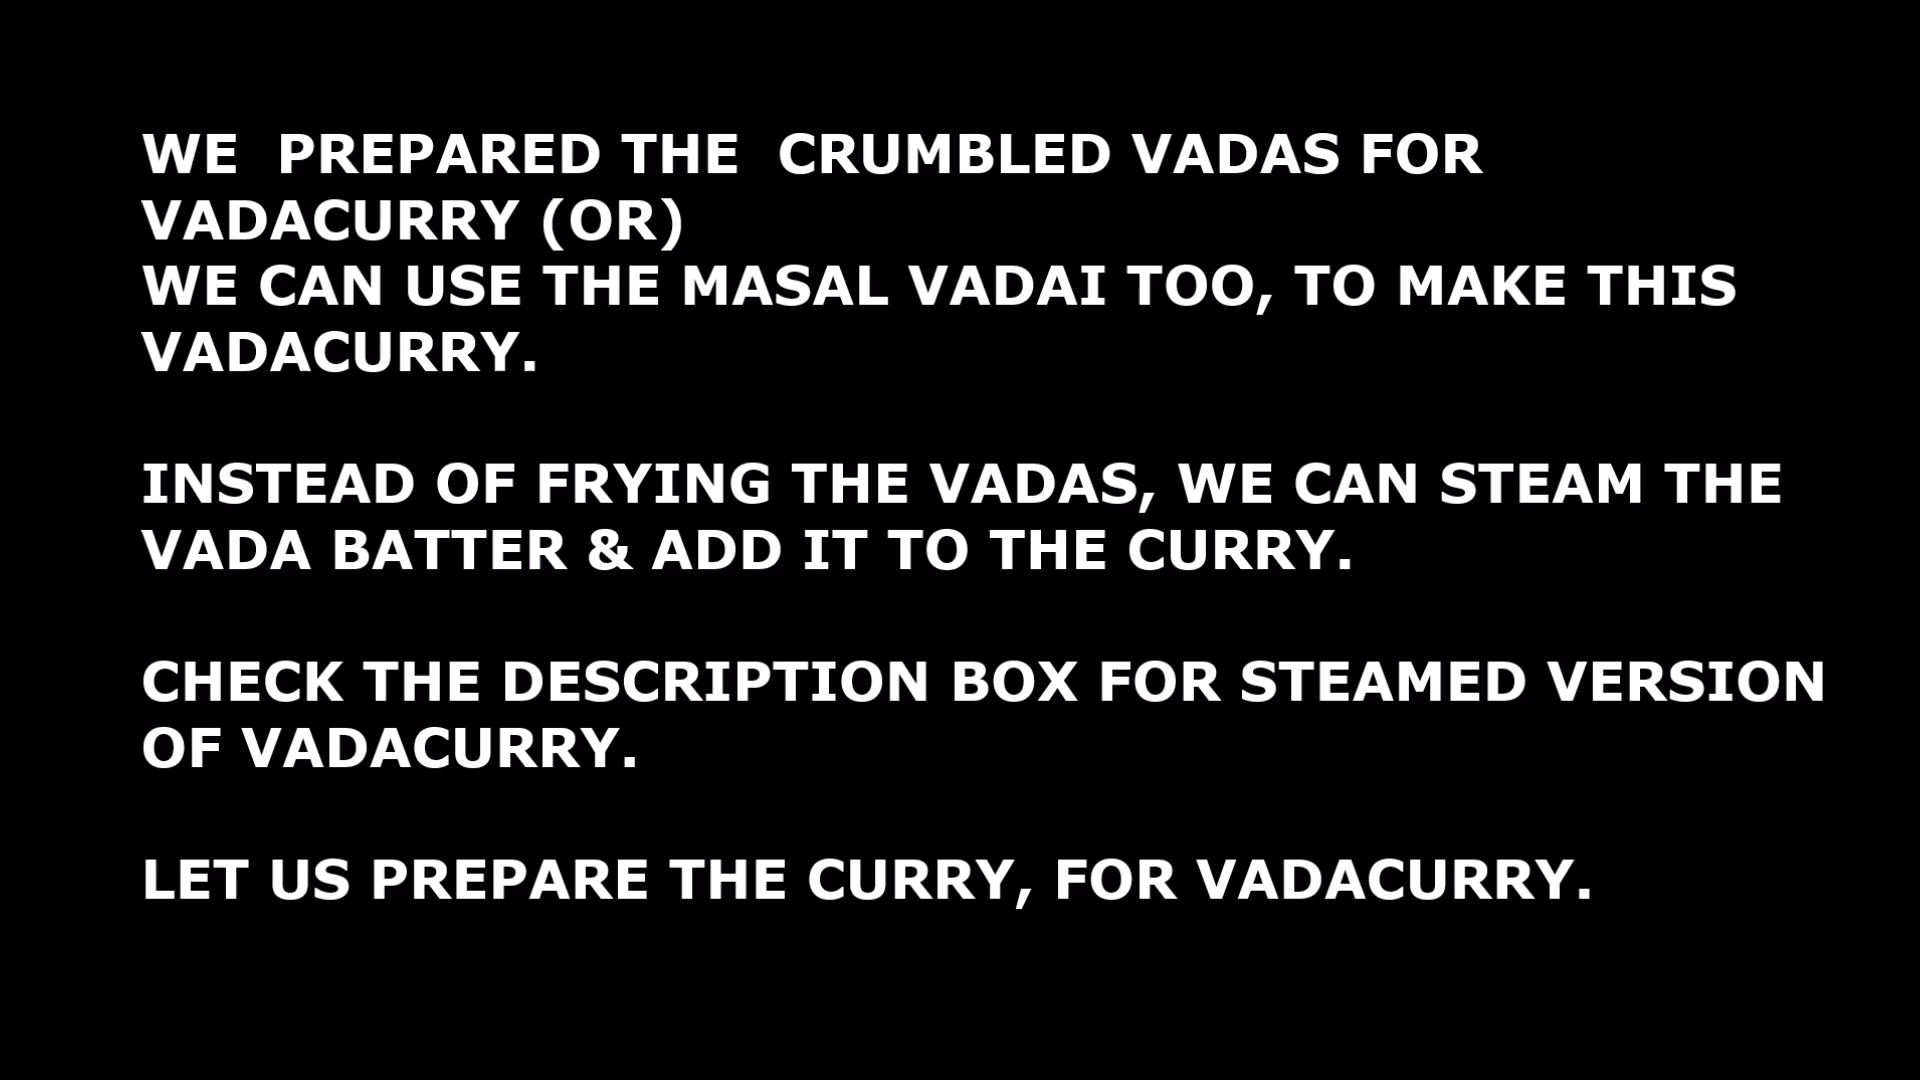 WE  PREPARED THE  CRUMBLED VADAS FOR
VADACURRY (OR)
WE CAN USE THE MASAL VADAI TOO, TO MAKE THIS
VADACURRY.
INSTEAD OF FRYING THE VADAS, WE CAN STEAM THE
VADA BATTER & ADD IT TO THE CURRY.
CHECK THE DESCRIPTION BOX FOR STEAMED VERSION
OF VADACURRY.
LET US PREPARE THE CURRY, FOR VADACURRY.